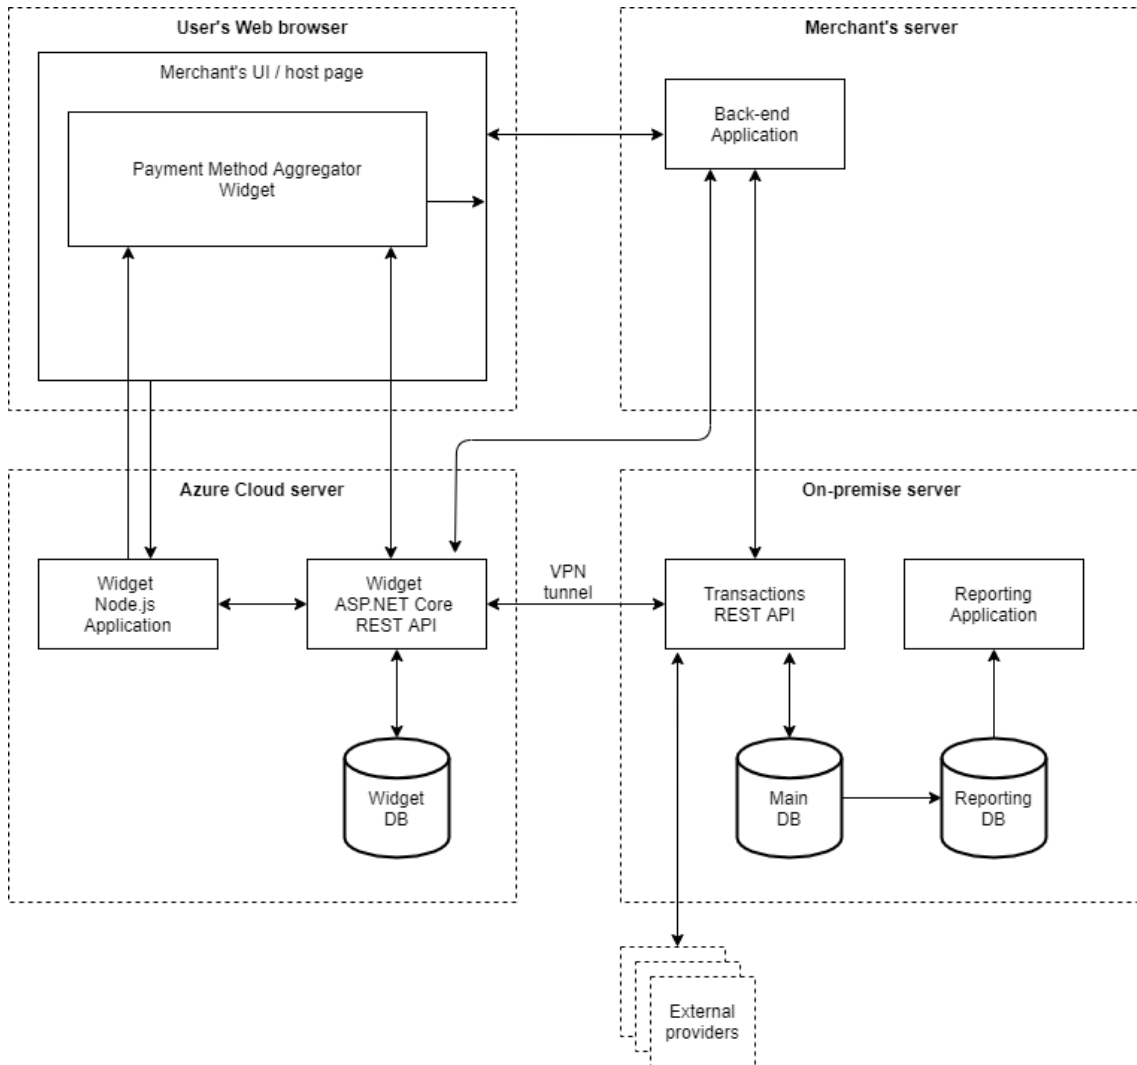 User's Web browser
Merchant's UI / host page
Payment Method Aggregator
Widget
Merchant's server
Back-end
Application
Azure Cloud server
Widget
Node.js
Application
Widget
ASP.NET Core
REST API
Widget
DB
VPN
tunnel
On-premise server
Transactions
REST API
Reporting
Application
Main
DB
Reporting
DB
External
providers